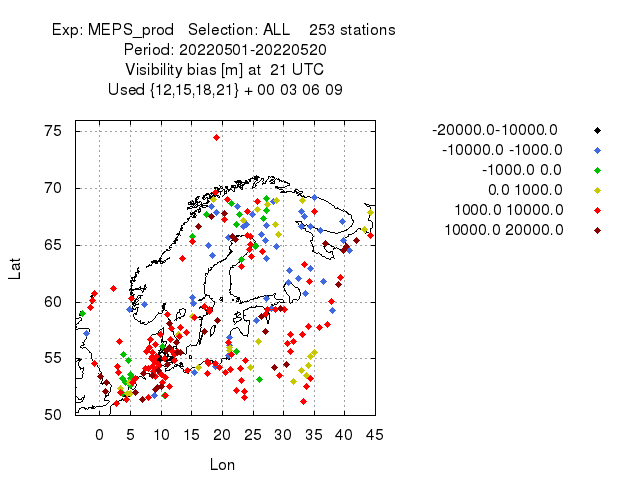 Exp: MEPS_prod   Selection: ALL    253 stations
Period: 20220501-20220520
Visibility bias [m] at  21 UTC
Used {12,15,18,21} + 00 03 06 09
-20000.0-10000.0
-10000.0 -1000.0
-1000.0 0.0
0.0 1000.0
1000.0 10000.0
10000.0 20000.0
75
70
65
60
55
50
Lat
0 5 10 15 20 25 30 35 40 45
Lon